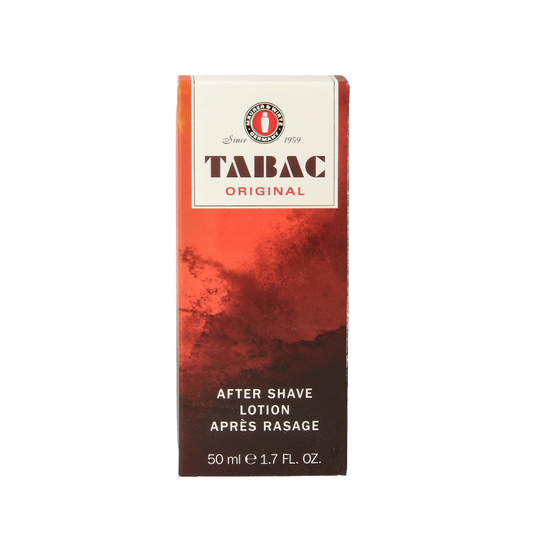 MÄURER & WIRTZ
GERMANY
Since 1959
TABAC
ORIGINAL
AFTER SHAVE
LOTION
APRÈS RASAGE
50 ml ℮ 1.7 FL. OZ.